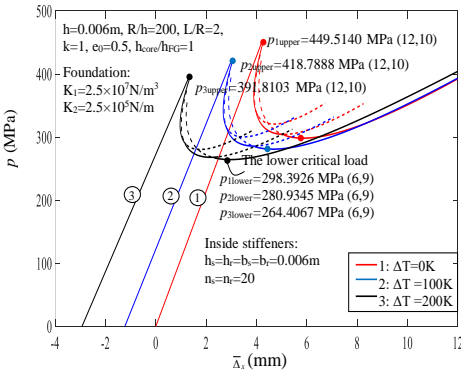 h=0.006m, R/h=200, L/R=2,
k=1, e0=0.5, hcore/hFG=1
Foundation:
K1=2.5×10⁷N/m³
K2=2.5×10⁵N/m
p1upper=449.5140 MPa (12,10)
p2upper=418.7888 MPa (12,10)
p3upper=391.8103 MPa (12,10)
The lower critical load
p1lower=298.3926 MPa (6,9)
p2lower=280.9345 MPa (6,9)
p3lower=264.4067 MPa (6,9)
Inside stiffeners:
hs=hr=bs=br=0.006m
ns=nr=20
3
2
1
1: ΔT=0K
2: ΔT =100K
3: ΔT =200K
p (MPa)
500
400
300
200
100
0
-4 -2 0 2 4 6 8 10 12
Δ̄x (mm)